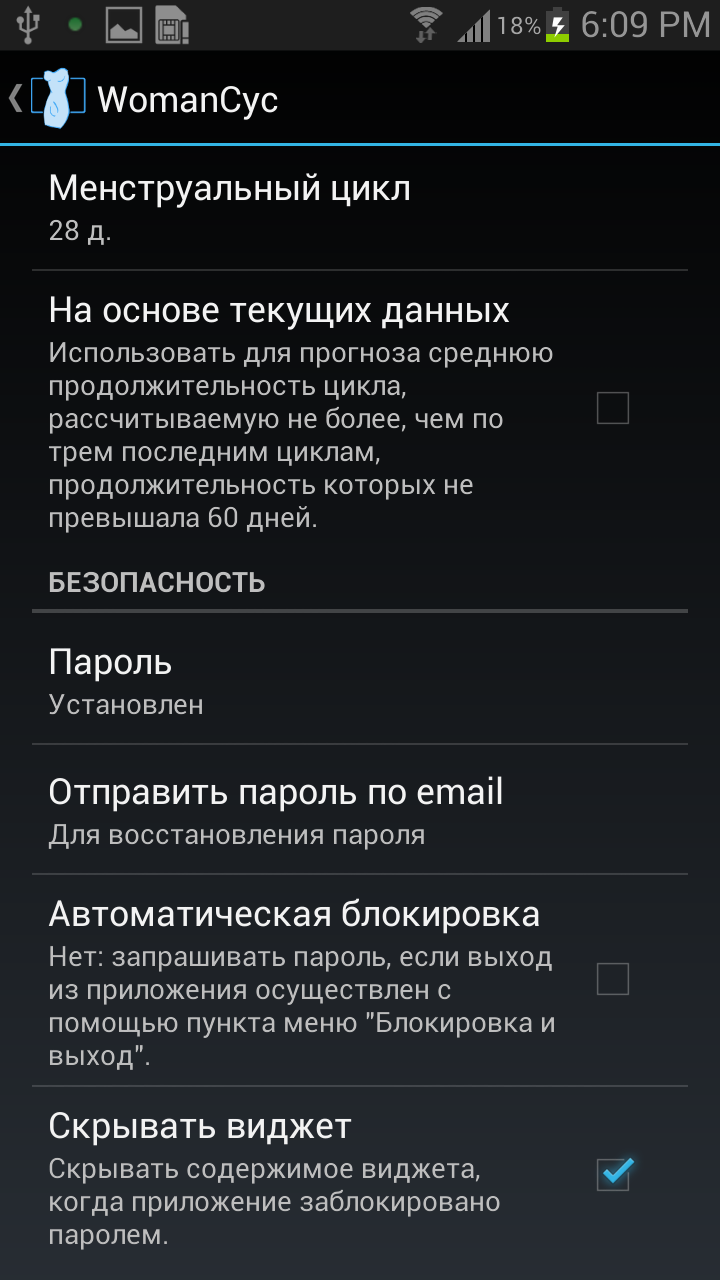 18% 6:09 PM
WomanCyc
Менструальный цикл
28 д.
На основе текущих данных
Использовать для прогноза среднюю
продолжительность цикла,
рассчитываемую не более, чем по
трем последним циклам,
продолжительность которых не
превышала 60 дней.
БЕЗОПАСНОСТЬ
Пароль
Установлен
Отправить пароль по email
Для восстановления пароля
Автоматическая блокировка
Нет: запрашивать пароль, если выход
из приложения осуществлен с
помощью пункта меню "Блокировка и
выход".
Скрывать виджет
Скрывать содержимое виджета,
когда приложение заблокировано
паролем.